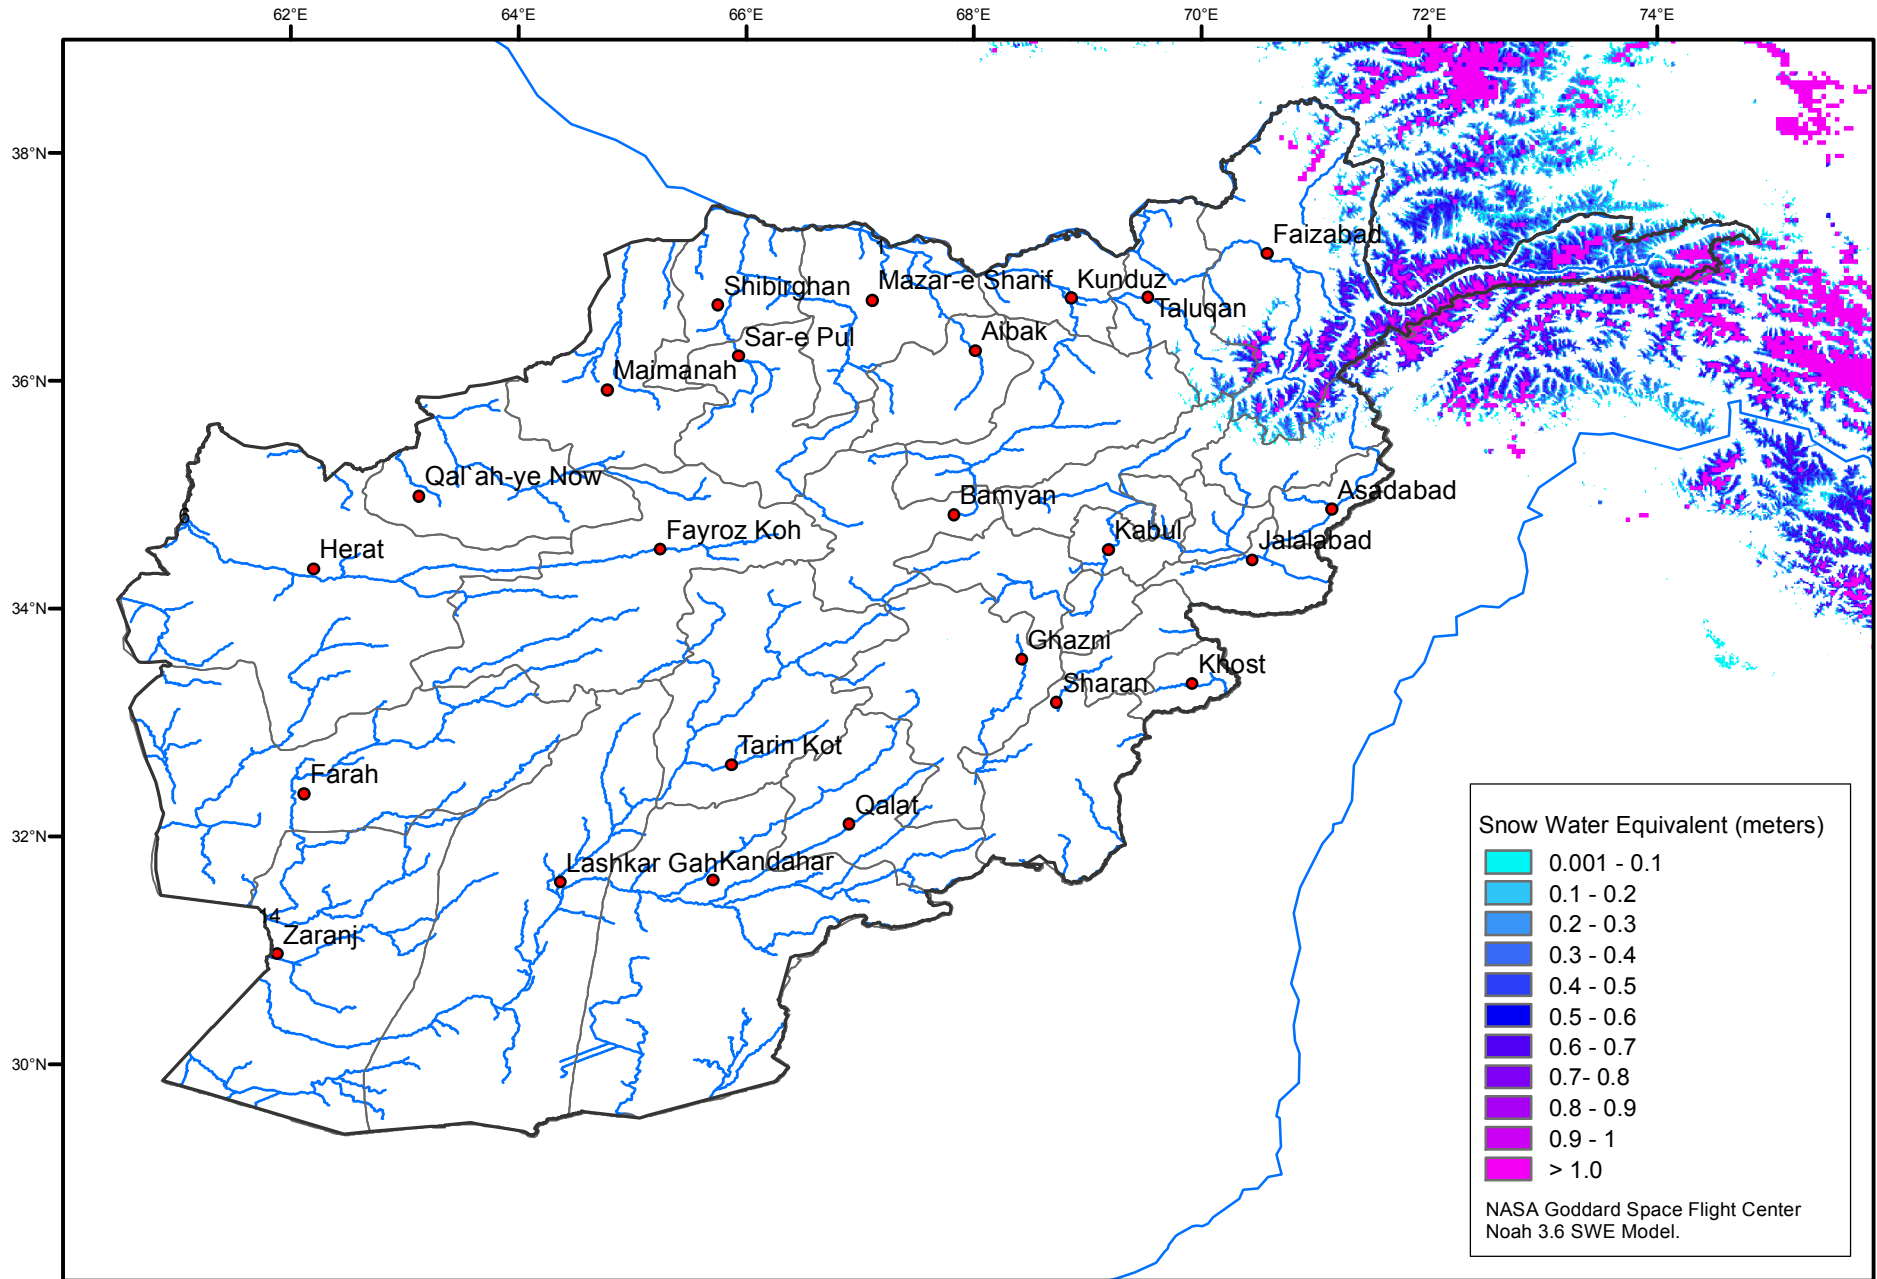 62°E 64°E 66°E 68°E 70°E 72°E 74°E
38°N
Faizabad
1
Shibirghan
Mazar-e Sharif
Kunduz
Taluqan
Sar-e Pul
Aibak
36°N
Maimanah
Qal`ah-ye Now
Bamyan
Asadabad
6
Fayroz Koh
Kabul
Jalalabad
Herat
34°N
Ghazni
Khost
Sharan
Tarin Kot
Farah
Qalat
32°N
Lashkar Gah
Kandahar
14
Zaranj
30°N
Snow Water Equivalent (meters)
0.001 - 0.1
0.1 - 0.2
0.2 - 0.3
0.3 - 0.4
0.4 - 0.5
0.5 - 0.6
0.6 - 0.7
0.7- 0.8
0.8 - 0.9
0.9 - 1
> 1.0
NASA Goddard Space Flight Center
Noah 3.6 SWE Model.